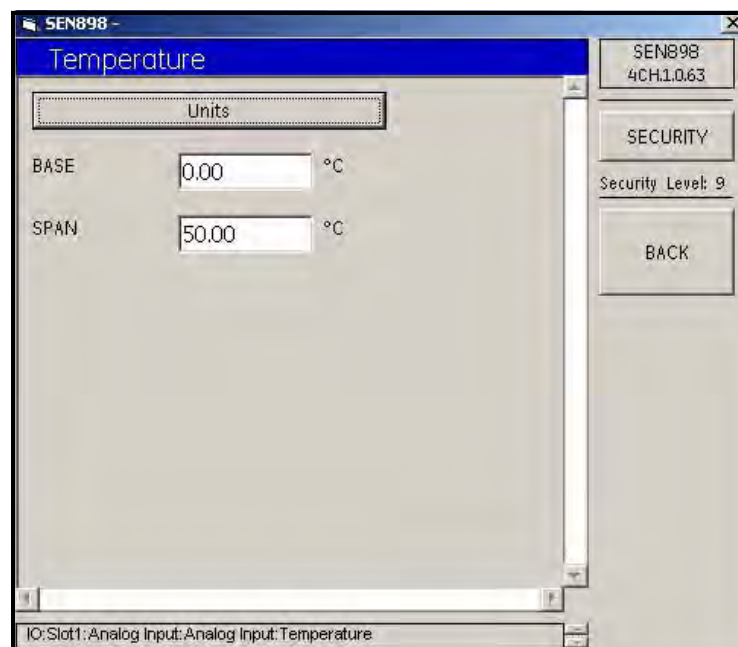 SEN898 -
Temperature
Units
BASE 0.00 °C
SPAN 50.00 °C
SEN898
4CH.1.0.63
SECURITY
Security Level: 9
BACK
IO:Slot1:Analog Input:Analog Input:Temperature